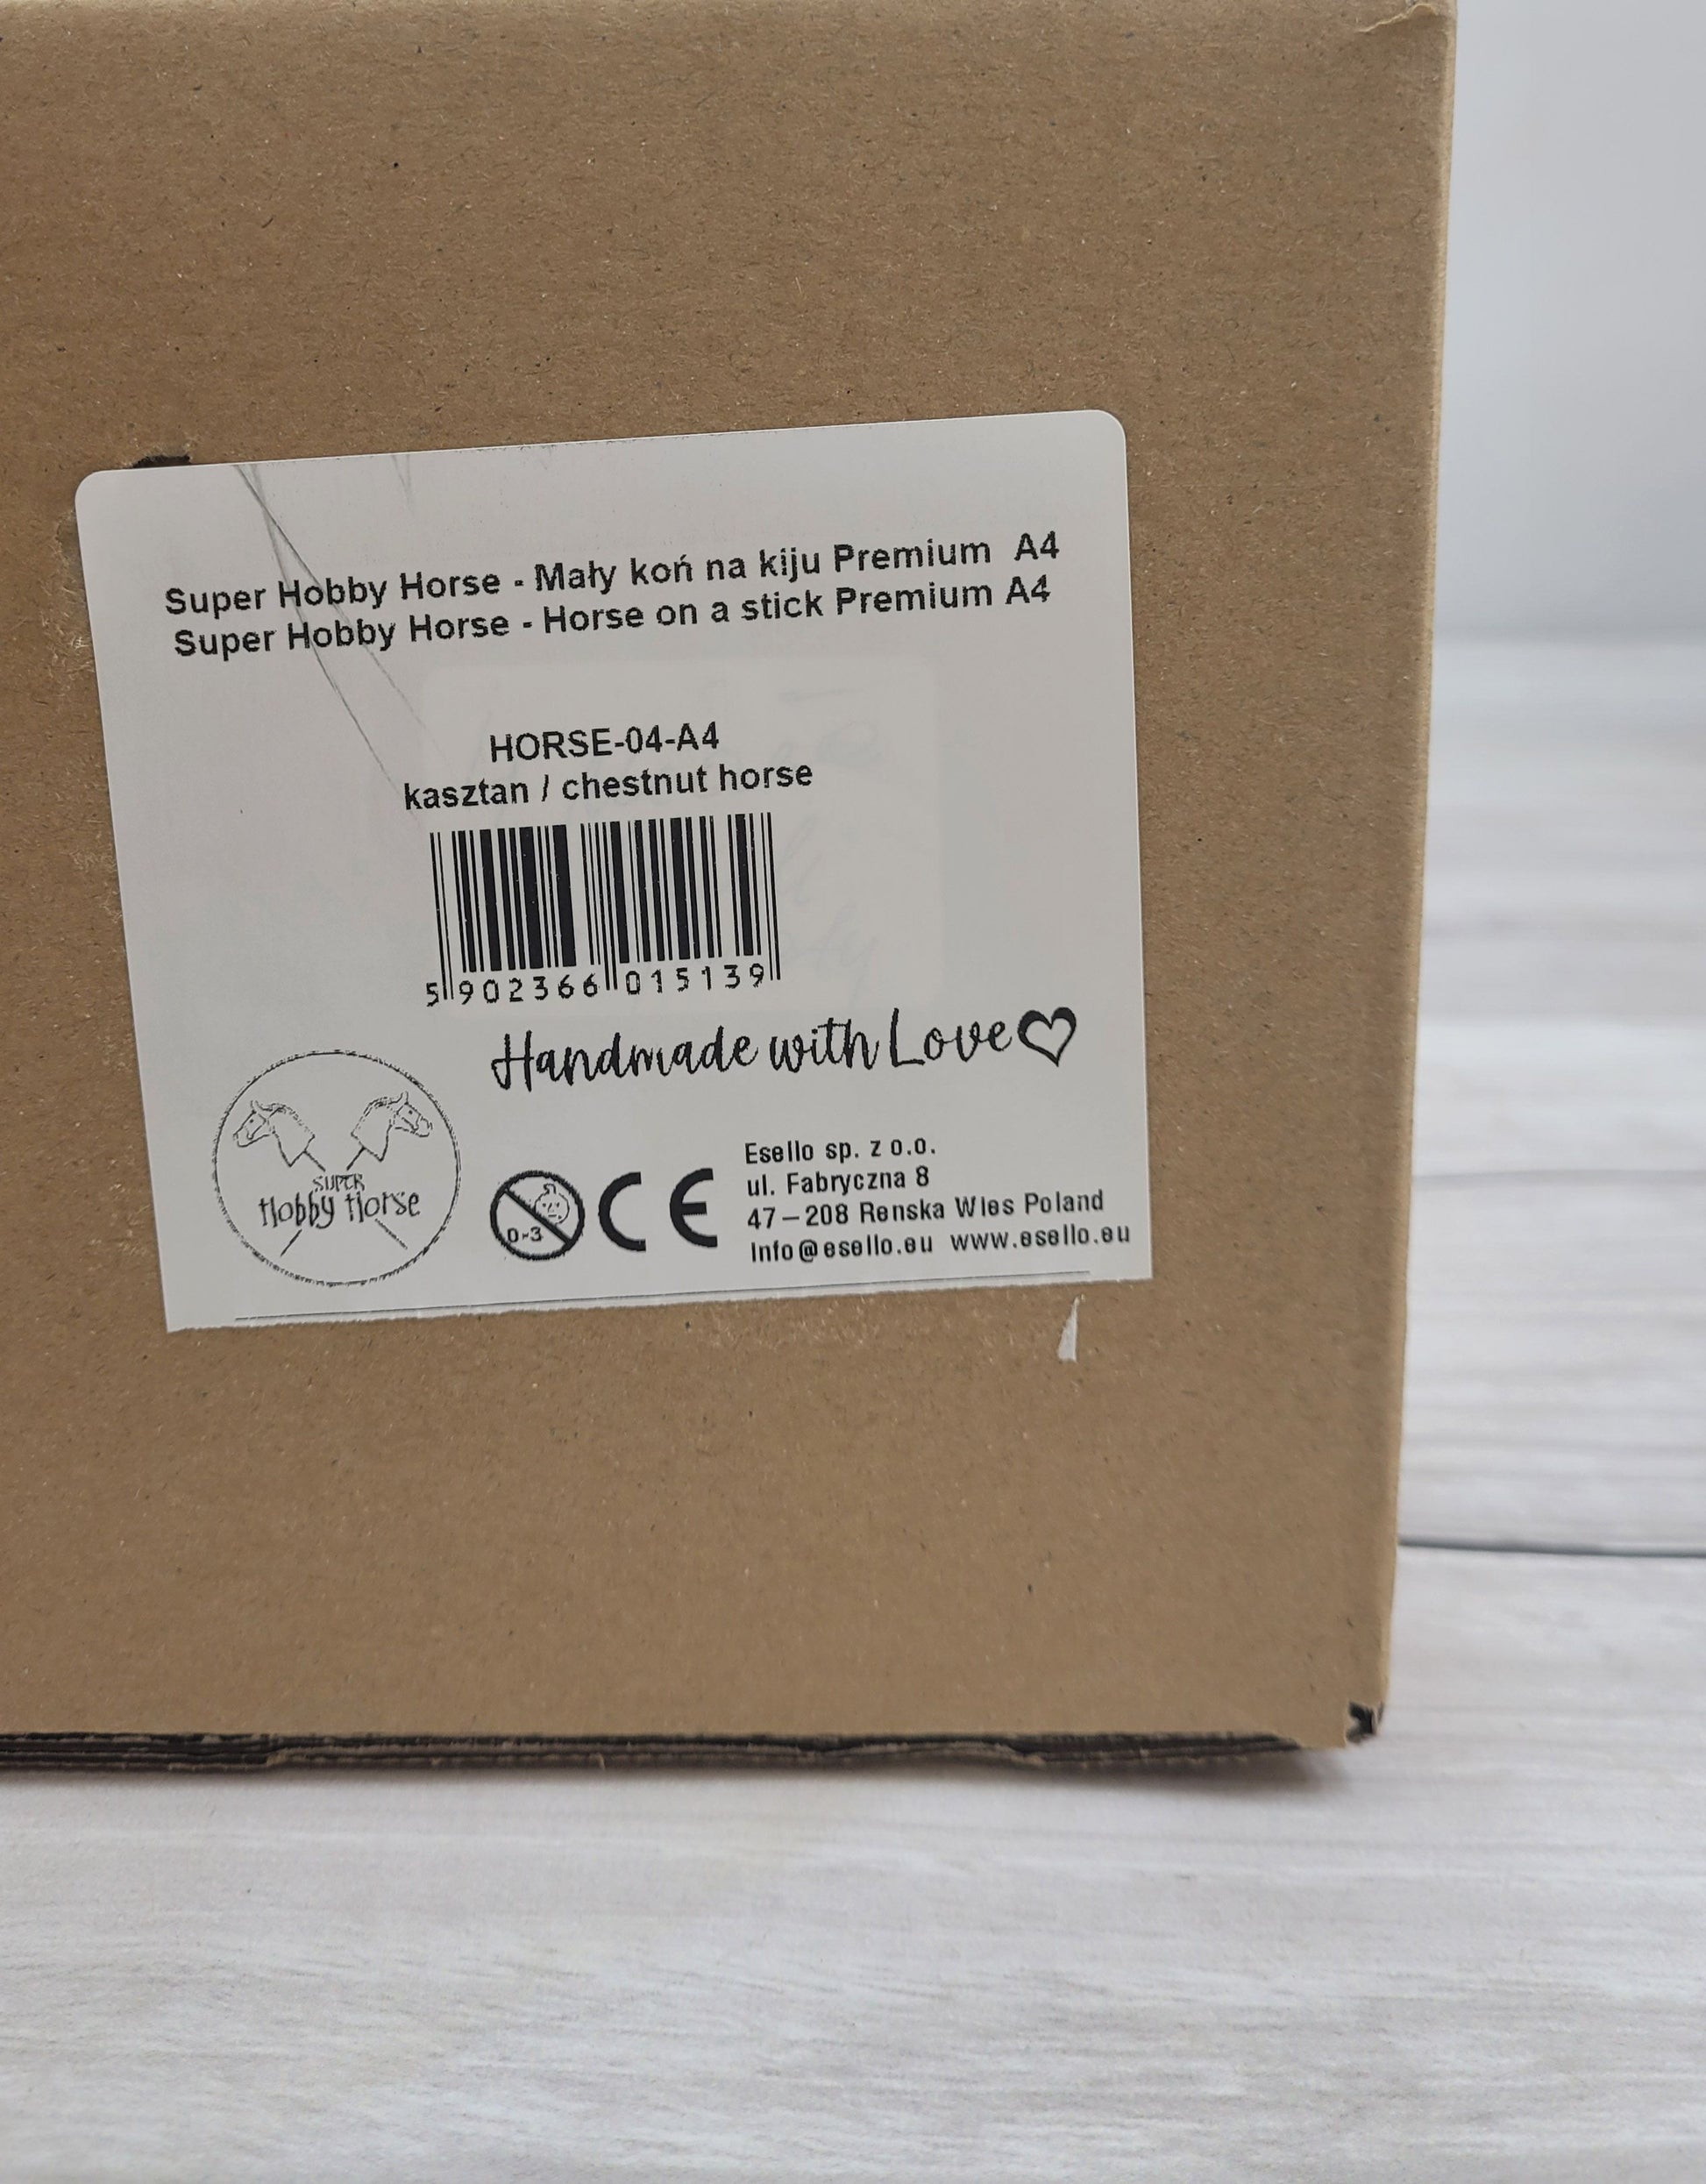 Super Hobby Horse - Mały koń na kiju Premium A4
Super Hobby Horse - Horse on a stick Premium A4
HORSE-04-A4
kasztan / chestnut horse
5 902366 015139
Handmade with Love
SUPER
Hobby Horse
0-3
CE
Esello sp. z o.o.
ul. Fabryczna 8
47-208 Renska Wies Poland
Info@esello.eu www.esello.eu